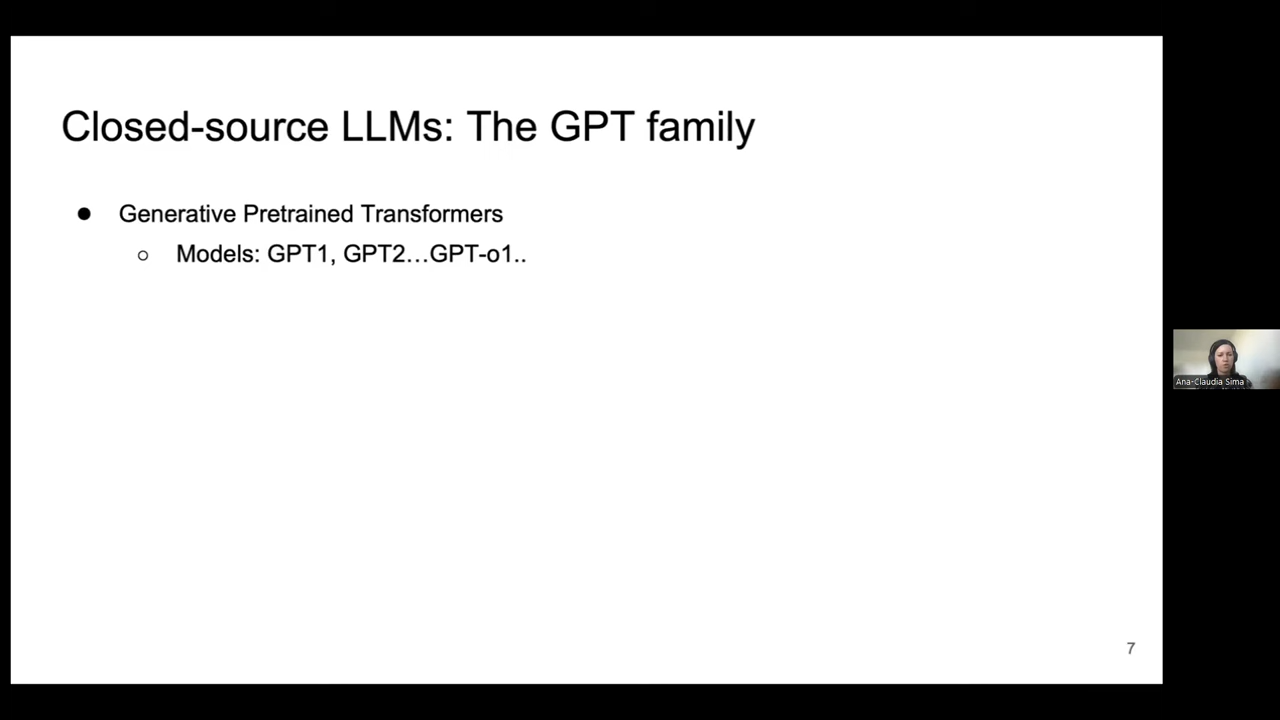 Closed-source LLMs: The GPT family
● Generative Pretrained Transformers
○ Models: GPT1, GPT2...GPT-o1..
7
Ana-Claudia Sima